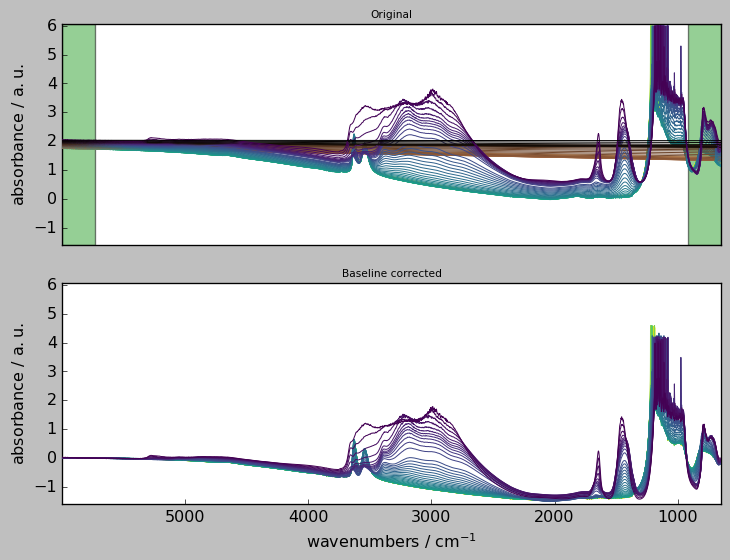 Original
6
5
4
3
2
1
0
−1
absorbance / a. u.
Baseline corrected
6
5
4
3
2
1
0
−1
absorbance / a. u.
5000 4000 3000 2000 1000
wavenumbers / cm⁻¹